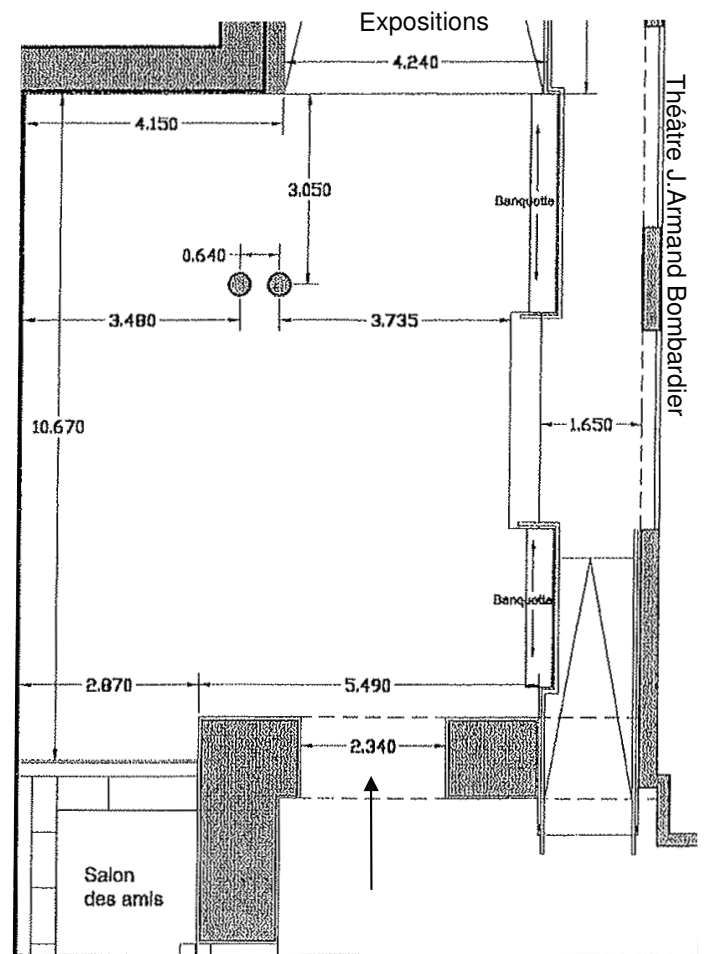 Expositions
4.240
4.150
3.050
Théâtre J.Armand Bombardier
Banquette
0.640
3.480
3.735
10.670
1.650
Banquette
2.870
5.490
2.340
Salon
des amis